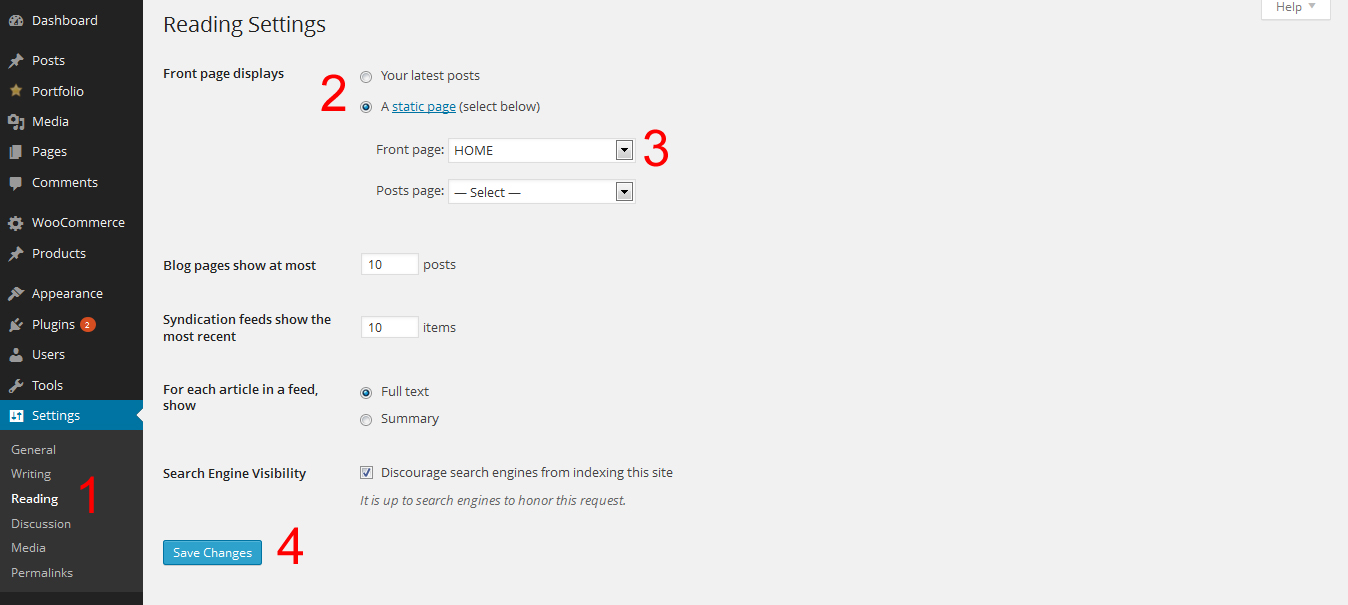 Dashboard
Posts
Portfolio
Media
Pages
Comments
WooCommerce
Products
Appearance
Plugins 2
Users
Tools
Settings
General
Writing
Reading 1
Discussion
Media
Permalinks
Help
Reading Settings
Front page displays
2
Your latest posts
A static page (select below)
Front page: HOME 3
Posts page: — Select —
Blog pages show at most 10 posts
Syndication feeds show the
most recent
10 items
For each article in a feed,
show
Full text
Summary
Search Engine Visibility
Discourage search engines from indexing this site
It is up to search engines to honor this request.
Save Changes 4